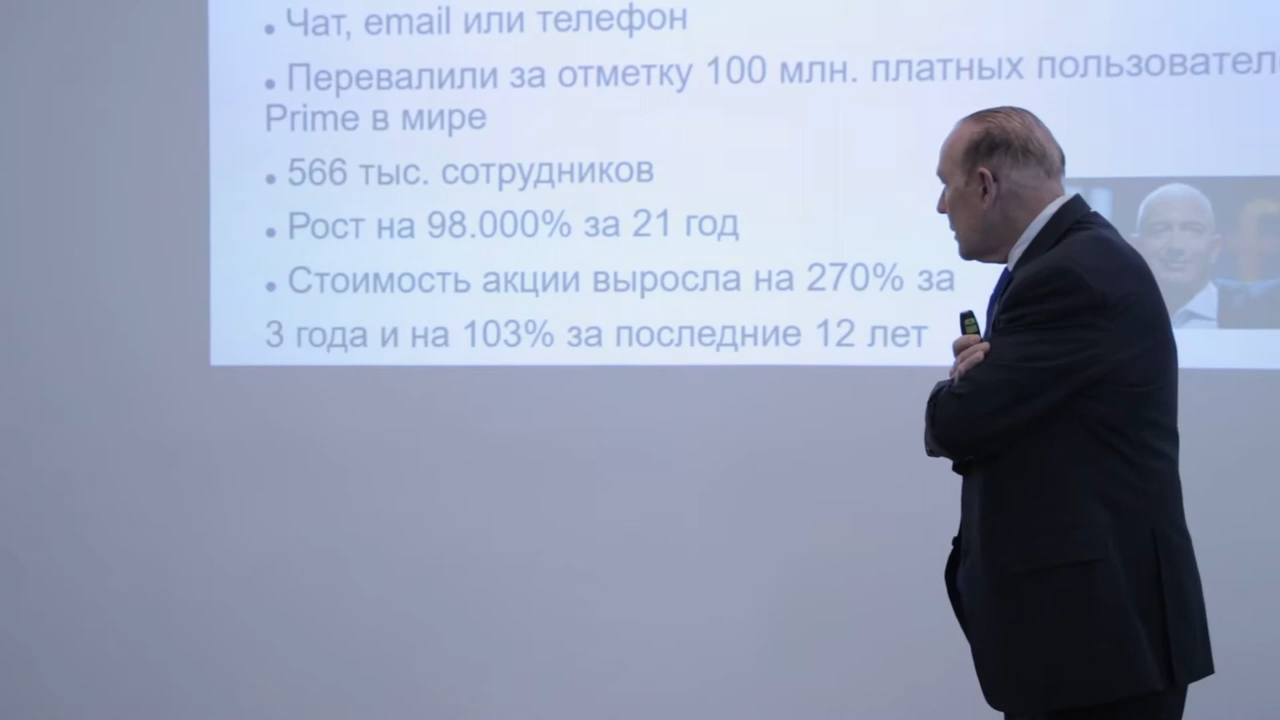 • Чат, email или телефон
• Перевалили за отметку 100 млн. платных
Prime в мире
• 566 тыс. сотрудников
• Рост на 98.000% за 21 год
• Стоимость акции выросла на 270% за
3 года и на 103% за последние 12 лет